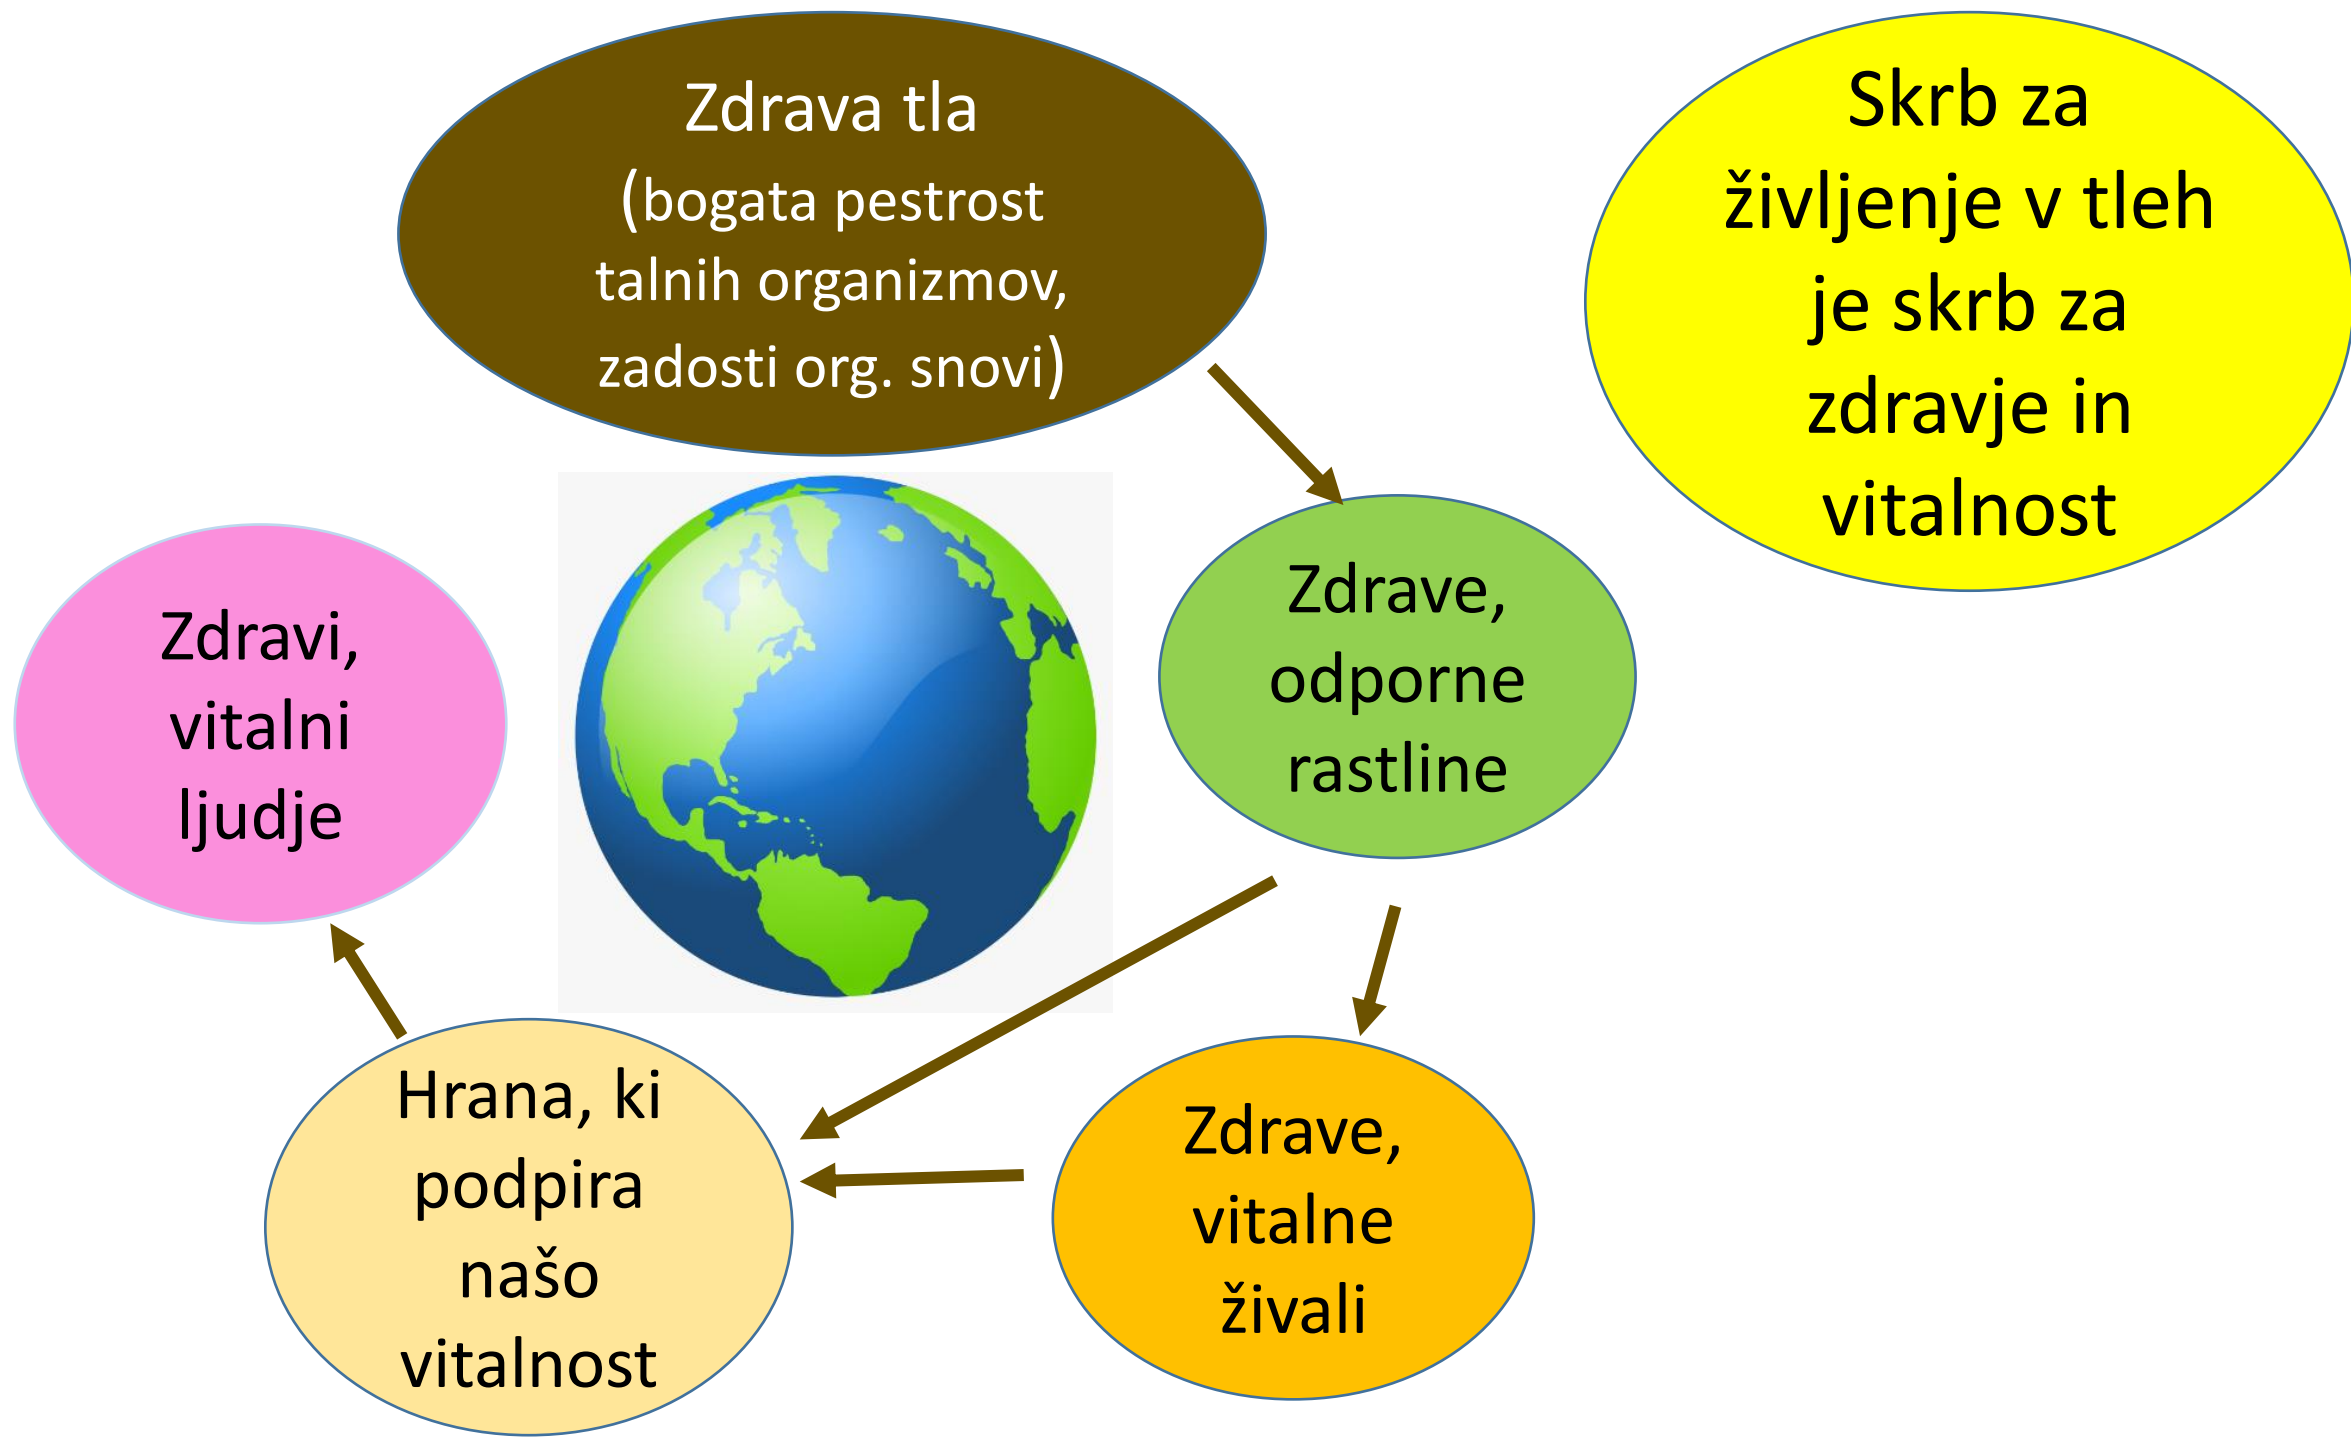 Zdrava tla
(bogata pestrost
talnih organizmov,
zadosti org. snovi)
Skrb za
življenje v tleh
je skrb za
zdravje in
vitalnost
Zdrave,
odporne
rastline
Zdravi,
vitalni
ljudje
Hrana, ki
podpira
našo
vitalnost
Zdrave,
vitalne
živali